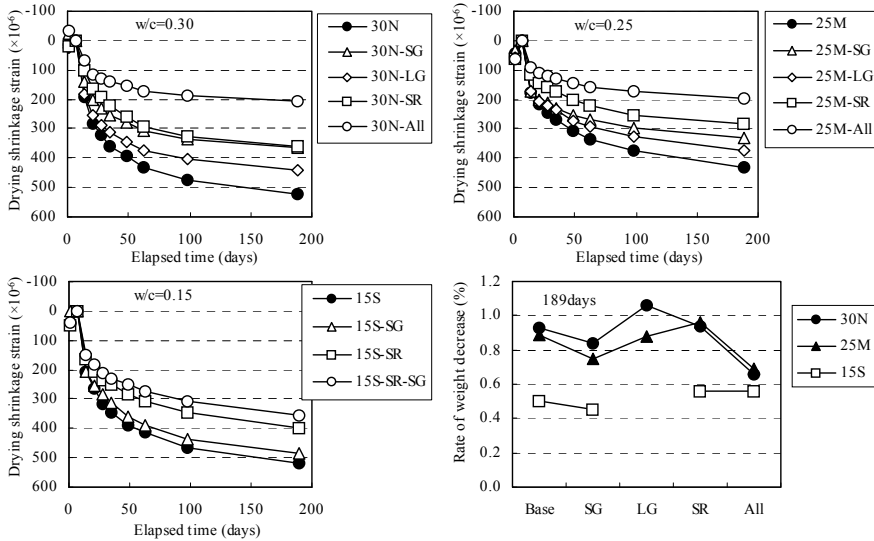 w/c=0.30
Drying shrinkage strain (×10⁻⁶)
-100
0
100
200
300
400
500
600
0 50 100 150 200
Elapsed time (days)
30N
30N-SG
30N-LG
30N-SR
30N-All
w/c=0.25
Drying shrinkage strain (×10⁻⁶)
-100
0
100
200
300
400
500
600
0 50 100 150 200
Elapsed time (days)
25M
25M-SG
25M-LG
25M-SR
25M-All
w/c=0.15
Drying shrinkage strain (×10⁻⁶)
-100
0
100
200
300
400
500
600
0 50 100 150 200
Elapsed time (days)
15S
15S-SG
15S-SR
15S-SR-SG
189days
Rate of weight decrease (%)
1.2
1.0
0.8
0.6
0.4
0.2
0.0
Base SG LG SR All
30N
25M
15S